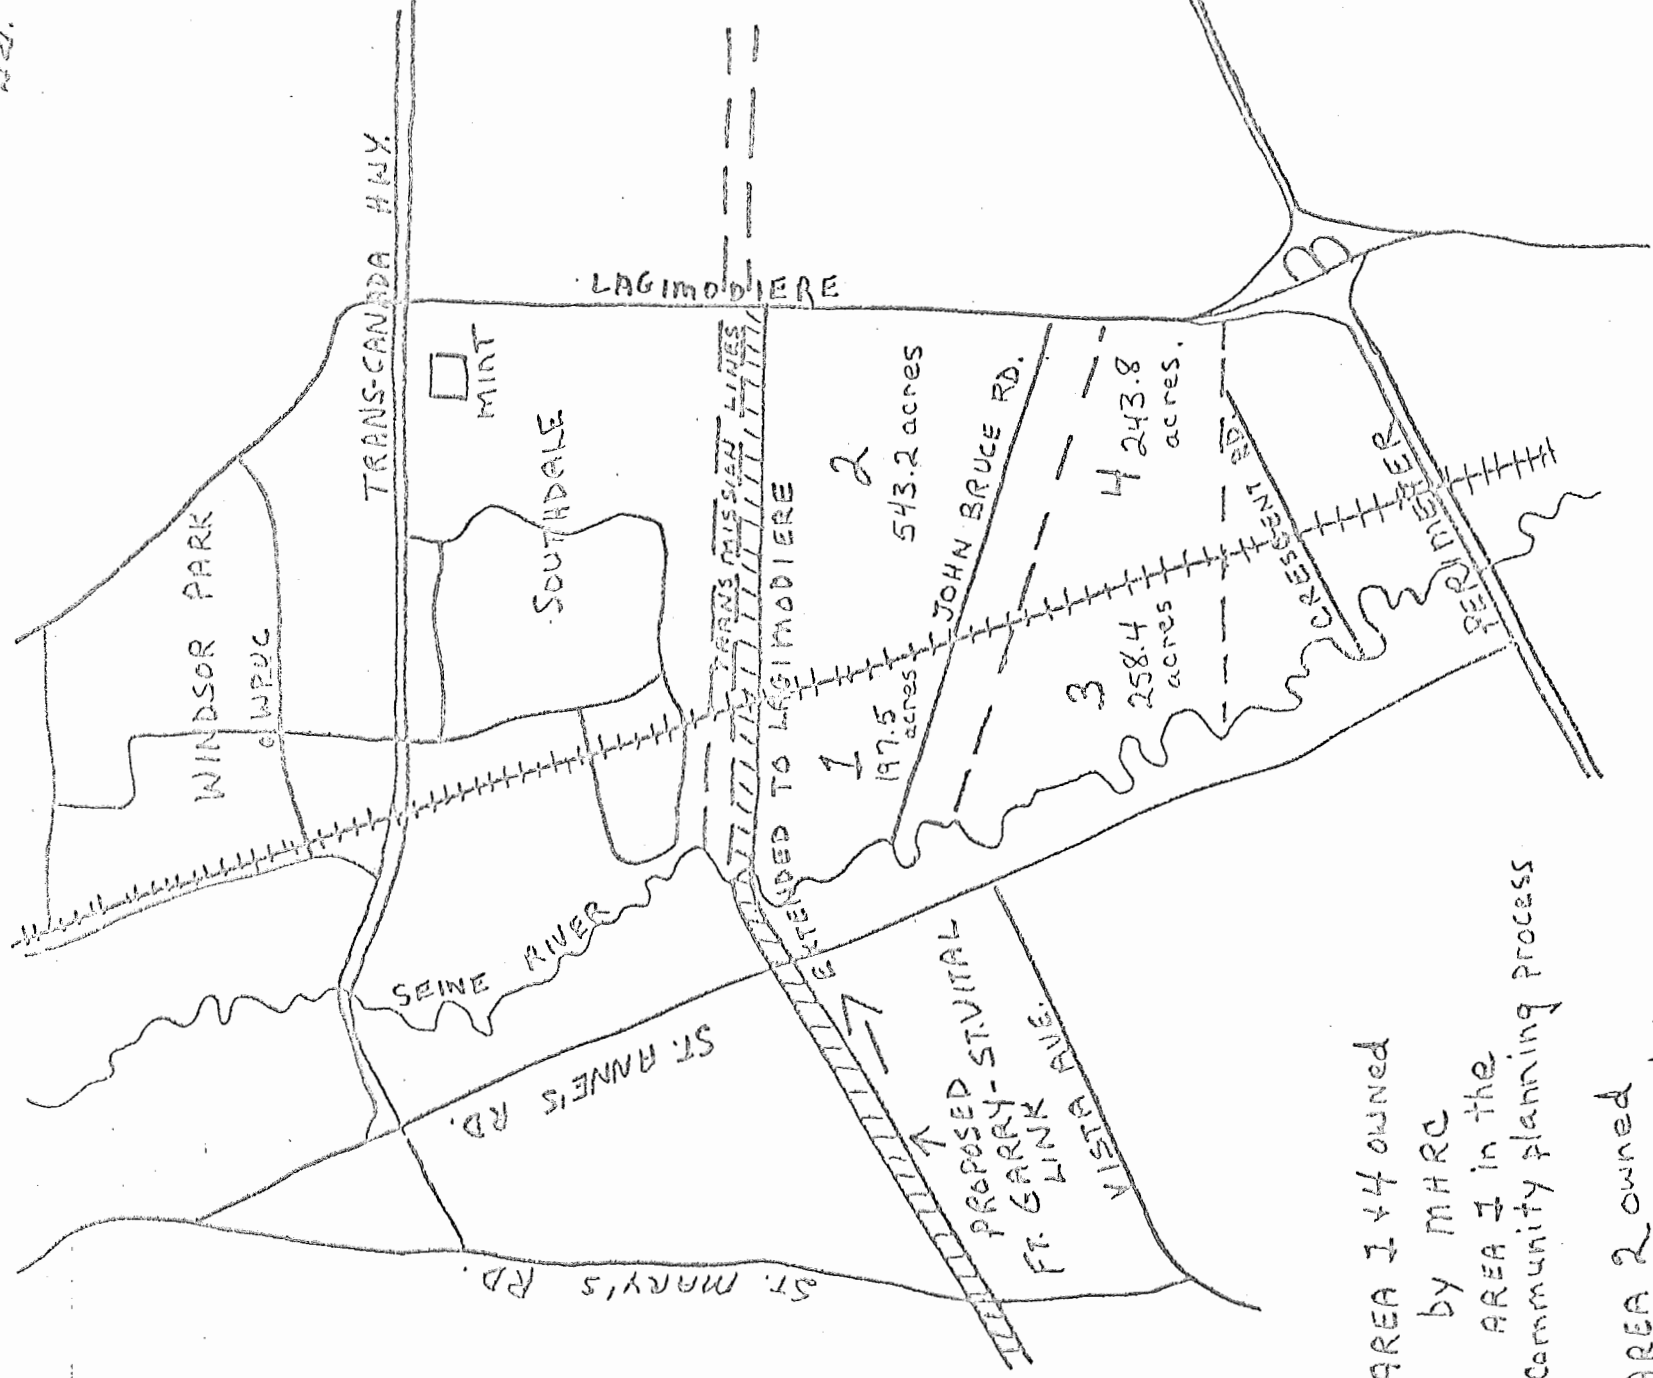 TRANS-CANADA HWY.
LAGIMODIERE
MINT
WINDSOR PARK
WPUC
SOUTHDALE
TRANSMISSIAN LINES
EXTENDED TO LAGIMODIERE
2
543.2 acres
JOHN BRUCE RD.
1
197.5
acres
4 243.8
acres.
3
258.4
acres
CRESCENT RD.
PERIMETER
SEINE RIVER
ST. ANNE'S RD.
ST. MARY'S RD.
PROPOSED
FT. GARRY-ST.VITAL
LINK
VISTA AVE.
AREA 1 + 4 owned
by MHRC
AREA 1 in the
community planning process
AREA 2 owned